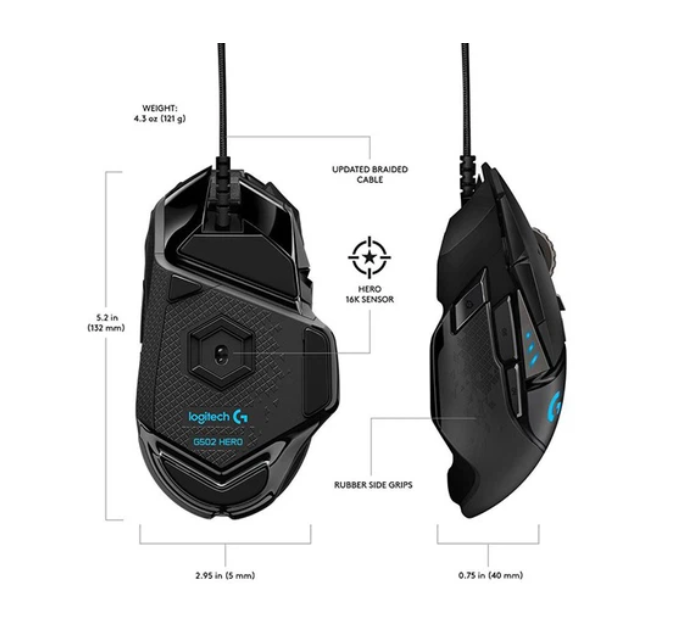 WEIGHT:
4.3 oz (121 g)
UPDATED BRAIDED
CABLE
HERO
16K SENSOR
5.2 in
(132 mm)
logitech G
G502 HERO
RUBBER SIDE GRIPS
2.95 in (5 mm)
0.75 in (40 mm)